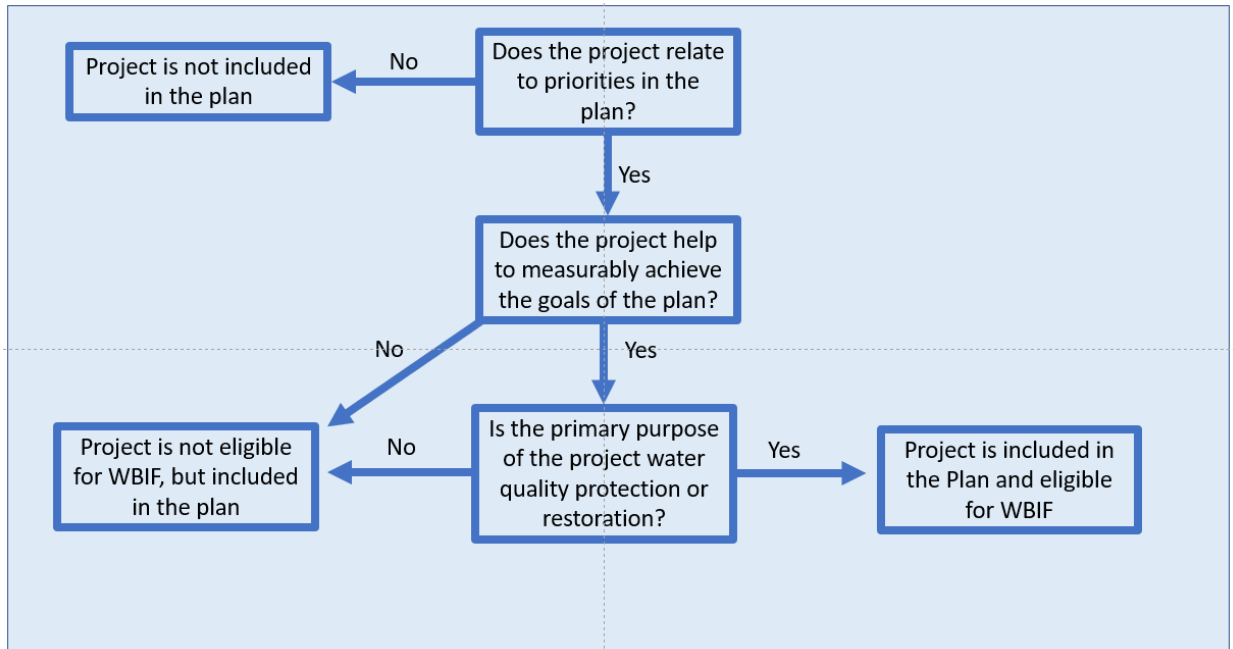 Does the project relate
to priorities in the
plan?
No
Project is not included
in the plan
Yes
Does the project help
to measurably achieve
the goals of the plan?
No
Yes
Is the primary purpose
of the project water
quality protection or
restoration?
No
Project is not eligible
for WBIF, but included
in the plan
Yes
Project is included in
the Plan and eligible
for WBIF